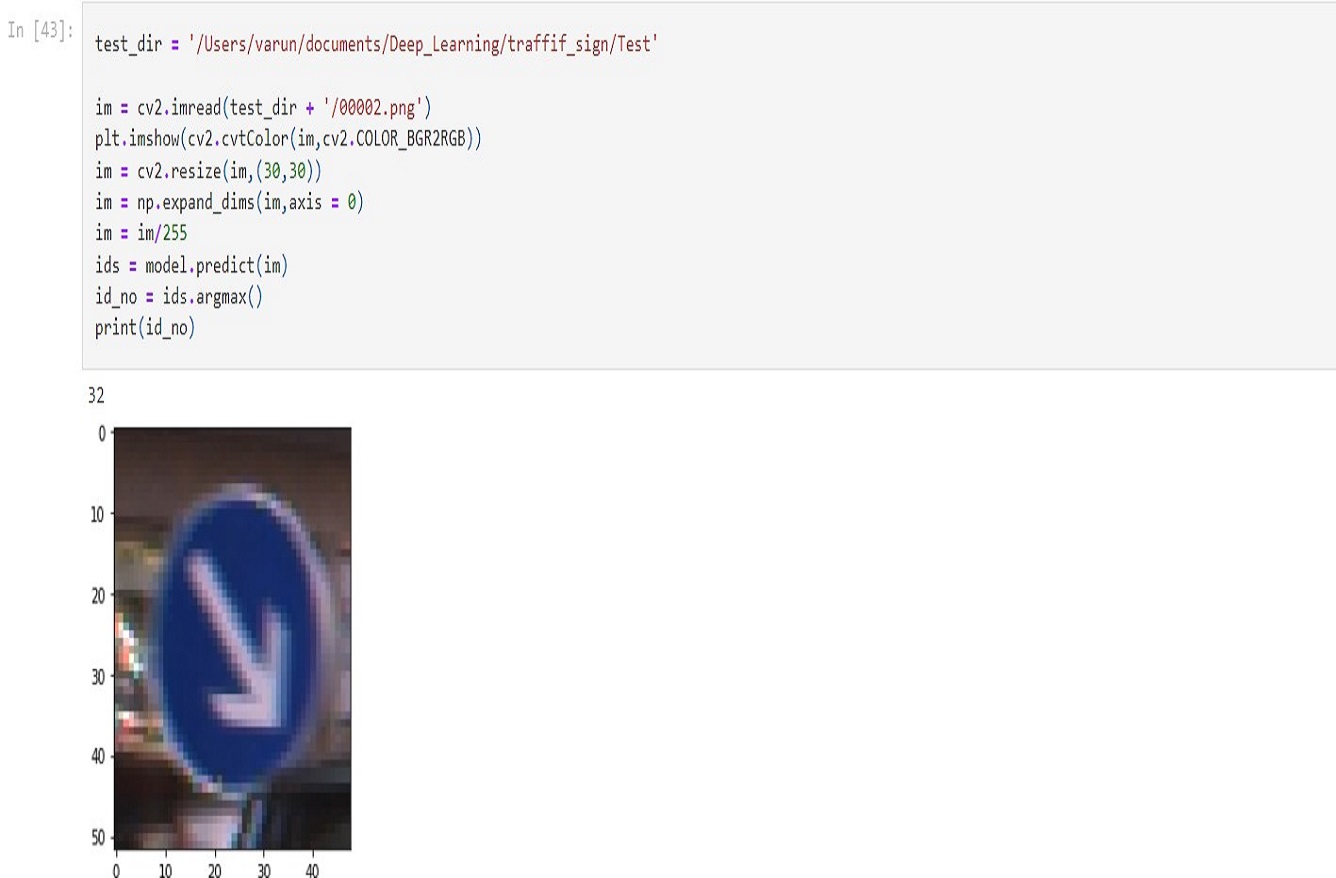 In [43]:
test_dir = '/Users/varun/documents/Deep_Learning/traffif_sign/Test'
im = cv2.imread(test_dir + '/00002.png')
plt.imshow(cv2.cvtColor(im,cv2.COLOR_BGR2RGB))
im = cv2.resize(im,(30,30))
im = np.expand_dims(im,axis = 0)
im = im/255
ids = model.predict(im)
id_no = ids.argmax()
print(id_no)
32
0
10
20
30
40
50
0 10 20 30 40